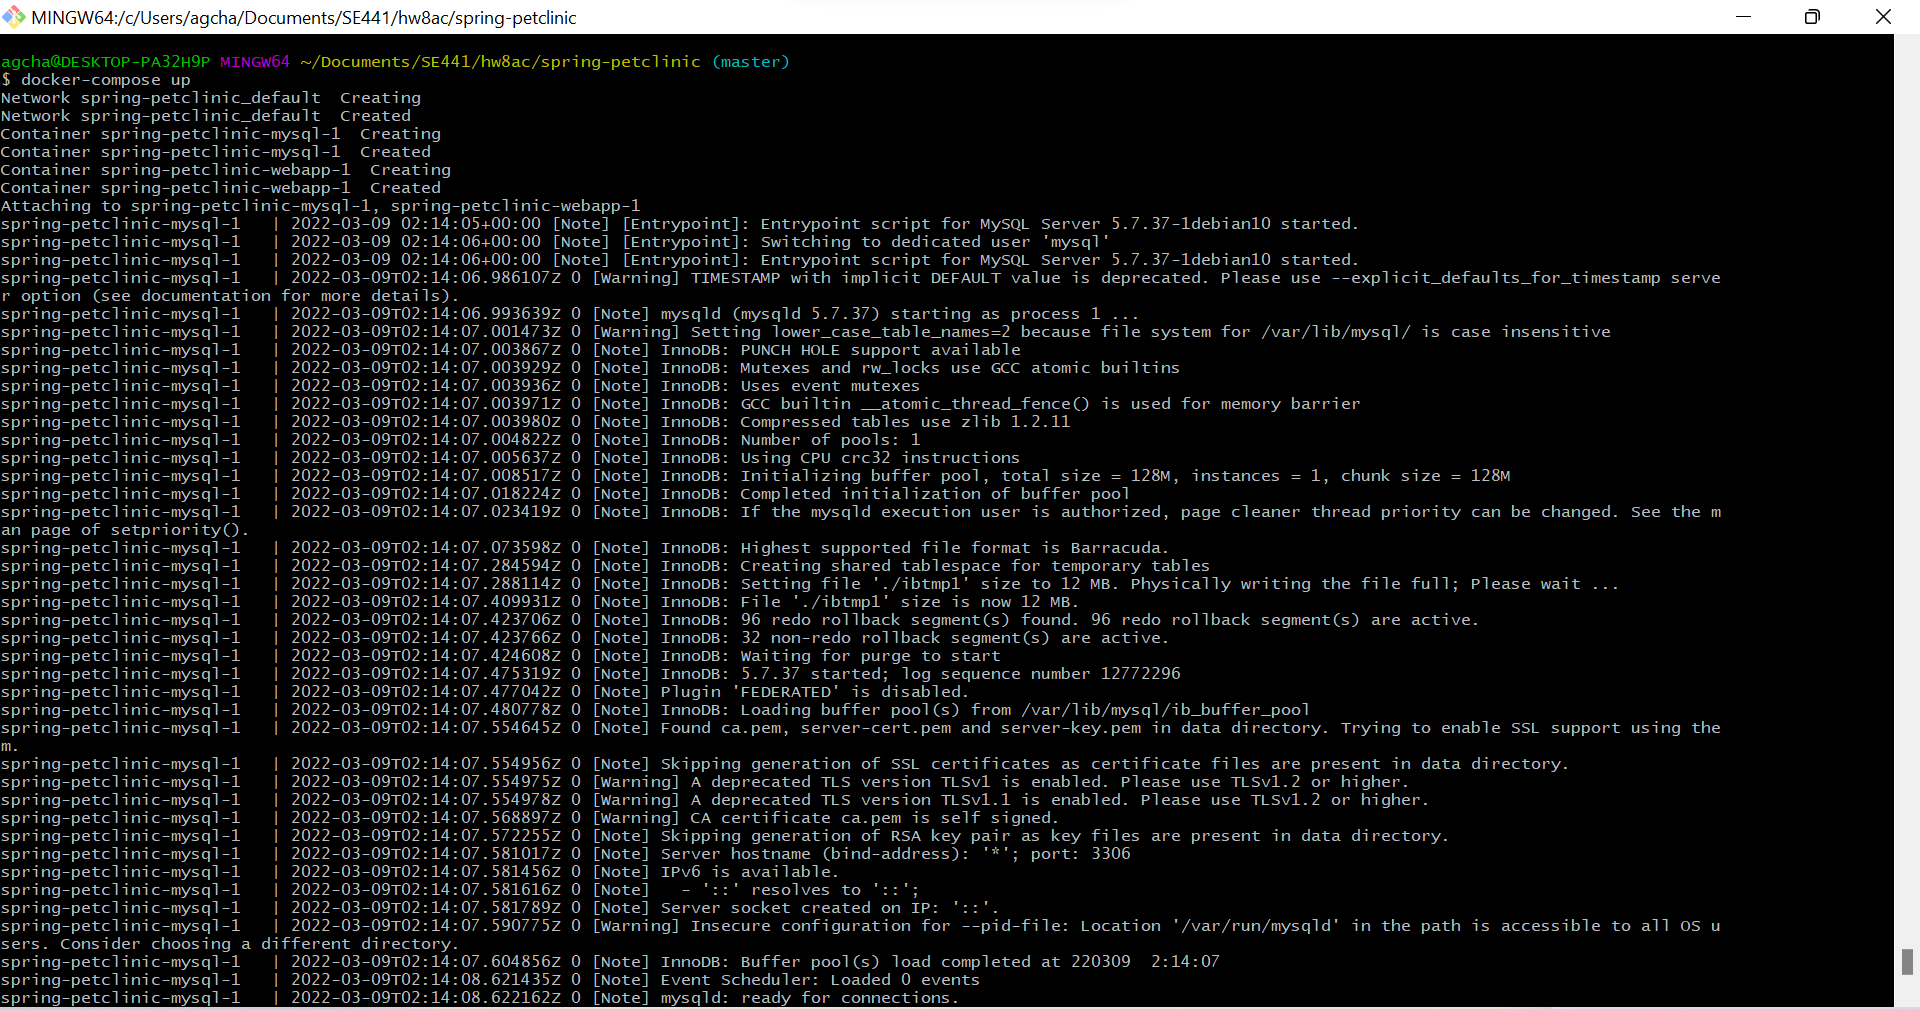 MINGW64:/c/Users/agcha/Documents/SE441/hw8ac/spring-petclinic
agcha@DESKTOP-PA32H9P MINGW64 ~/Documents/SE441/hw8ac/spring-petclinic (master)
$ docker-compose up
Network spring-petclinic_default  Creating
Network spring-petclinic_default  Created
Container spring-petclinic-mysql-1  Creating
Container spring-petclinic-mysql-1  Created
Container spring-petclinic-webapp-1  Creating
Container spring-petclinic-webapp-1  Created
Attaching to spring-petclinic-mysql-1, spring-petclinic-webapp-1
spring-petclinic-mysql-1   | 2022-03-09 02:14:05+00:00 [Note] [Entrypoint]: Entrypoint script for MySQL Server 5.7.37-1debian10 started.
spring-petclinic-mysql-1   | 2022-03-09 02:14:06+00:00 [Note] [Entrypoint]: Switching to dedicated user 'mysql'
spring-petclinic-mysql-1   | 2022-03-09 02:14:06+00:00 [Note] [Entrypoint]: Entrypoint script for MySQL Server 5.7.37-1debian10 started.
spring-petclinic-mysql-1   | 2022-03-09T02:14:06.986107Z 0 [Warning] TIMESTAMP with implicit DEFAULT value is deprecated. Please use --explicit_defaults_for_timestamp serve
r option (see documentation for more details).
spring-petclinic-mysql-1   | 2022-03-09T02:14:06.993639Z 0 [Note] mysqld (mysqld 5.7.37) starting as process 1 ...
spring-petclinic-mysql-1   | 2022-03-09T02:14:07.001473Z 0 [Warning] Setting lower_case_table_names=2 because file system for /var/lib/mysql/ is case insensitive
spring-petclinic-mysql-1   | 2022-03-09T02:14:07.003867Z 0 [Note] InnoDB: PUNCH HOLE support available
spring-petclinic-mysql-1   | 2022-03-09T02:14:07.003929Z 0 [Note] InnoDB: Mutexes and rw_locks use GCC atomic builtins
spring-petclinic-mysql-1   | 2022-03-09T02:14:07.003936Z 0 [Note] InnoDB: Uses event mutexes
spring-petclinic-mysql-1   | 2022-03-09T02:14:07.003971Z 0 [Note] InnoDB: GCC builtin __atomic_thread_fence() is used for memory barrier
spring-petclinic-mysql-1   | 2022-03-09T02:14:07.003980Z 0 [Note] InnoDB: Compressed tables use zlib 1.2.11
spring-petclinic-mysql-1   | 2022-03-09T02:14:07.004822Z 0 [Note] InnoDB: Number of pools: 1
spring-petclinic-mysql-1   | 2022-03-09T02:14:07.005637Z 0 [Note] InnoDB: Using CPU crc32 instructions
spring-petclinic-mysql-1   | 2022-03-09T02:14:07.008517Z 0 [Note] InnoDB: Initializing buffer pool, total size = 128M, instances = 1, chunk size = 128M
spring-petclinic-mysql-1   | 2022-03-09T02:14:07.018224Z 0 [Note] InnoDB: Completed initialization of buffer pool
spring-petclinic-mysql-1   | 2022-03-09T02:14:07.023419Z 0 [Note] InnoDB: If the mysqld execution user is authorized, page cleaner thread priority can be changed. See the m
an page of setpriority().
spring-petclinic-mysql-1   | 2022-03-09T02:14:07.073598Z 0 [Note] InnoDB: Highest supported file format is Barracuda.
spring-petclinic-mysql-1   | 2022-03-09T02:14:07.284594Z 0 [Note] InnoDB: Creating shared tablespace for temporary tables
spring-petclinic-mysql-1   | 2022-03-09T02:14:07.288114Z 0 [Note] InnoDB: Setting file './ibtmp1' size to 12 MB. Physically writing the file full; Please wait ...
spring-petclinic-mysql-1   | 2022-03-09T02:14:07.409931Z 0 [Note] InnoDB: File './ibtmp1' size is now 12 MB.
spring-petclinic-mysql-1   | 2022-03-09T02:14:07.423706Z 0 [Note] InnoDB: 96 redo rollback segment(s) found. 96 redo rollback segment(s) are active.
spring-petclinic-mysql-1   | 2022-03-09T02:14:07.423766Z 0 [Note] InnoDB: 32 non-redo rollback segment(s) are active.
spring-petclinic-mysql-1   | 2022-03-09T02:14:07.424608Z 0 [Note] InnoDB: Waiting for purge to start
spring-petclinic-mysql-1   | 2022-03-09T02:14:07.475319Z 0 [Note] InnoDB: 5.7.37 started; log sequence number 12772296
spring-petclinic-mysql-1   | 2022-03-09T02:14:07.477042Z 0 [Note] Plugin 'FEDERATED' is disabled.
spring-petclinic-mysql-1   | 2022-03-09T02:14:07.480778Z 0 [Note] InnoDB: Loading buffer pool(s) from /var/lib/mysql/ib_buffer_pool
spring-petclinic-mysql-1   | 2022-03-09T02:14:07.554645Z 0 [Note] Found ca.pem, server-cert.pem and server-key.pem in data directory. Trying to enable SSL support using the
m.
spring-petclinic-mysql-1   | 2022-03-09T02:14:07.554956Z 0 [Note] Skipping generation of SSL certificates as certificate files are present in data directory.
spring-petclinic-mysql-1   | 2022-03-09T02:14:07.554975Z 0 [Warning] A deprecated TLS version TLSv1 is enabled. Please use TLSv1.2 or higher.
spring-petclinic-mysql-1   | 2022-03-09T02:14:07.554978Z 0 [Warning] A deprecated TLS version TLSv1.1 is enabled. Please use TLSv1.2 or higher.
spring-petclinic-mysql-1   | 2022-03-09T02:14:07.568897Z 0 [Warning] CA certificate ca.pem is self signed.
spring-petclinic-mysql-1   | 2022-03-09T02:14:07.572255Z 0 [Note] Skipping generation of RSA key pair as key files are present in data directory.
spring-petclinic-mysql-1   | 2022-03-09T02:14:07.581017Z 0 [Note] Server hostname (bind-address): '*'; port: 3306
spring-petclinic-mysql-1   | 2022-03-09T02:14:07.581456Z 0 [Note] IPv6 is available.
spring-petclinic-mysql-1   | 2022-03-09T02:14:07.581616Z 0 [Note]   - '::' resolves to '::';
spring-petclinic-mysql-1   | 2022-03-09T02:14:07.581789Z 0 [Note] Server socket created on IP: '::'.
spring-petclinic-mysql-1   | 2022-03-09T02:14:07.590775Z 0 [Warning] Insecure configuration for --pid-file: Location '/var/run/mysqld' in the path is accessible to all OS u
sers. Consider choosing a different directory.
spring-petclinic-mysql-1   | 2022-03-09T02:14:07.604856Z 0 [Note] InnoDB: Buffer pool(s) load completed at 220309  2:14:07
spring-petclinic-mysql-1   | 2022-03-09T02:14:08.621435Z 0 [Note] Event Scheduler: Loaded 0 events
spring-petclinic-mysql-1   | 2022-03-09T02:14:08.622162Z 0 [Note] mysqld: ready for connections.